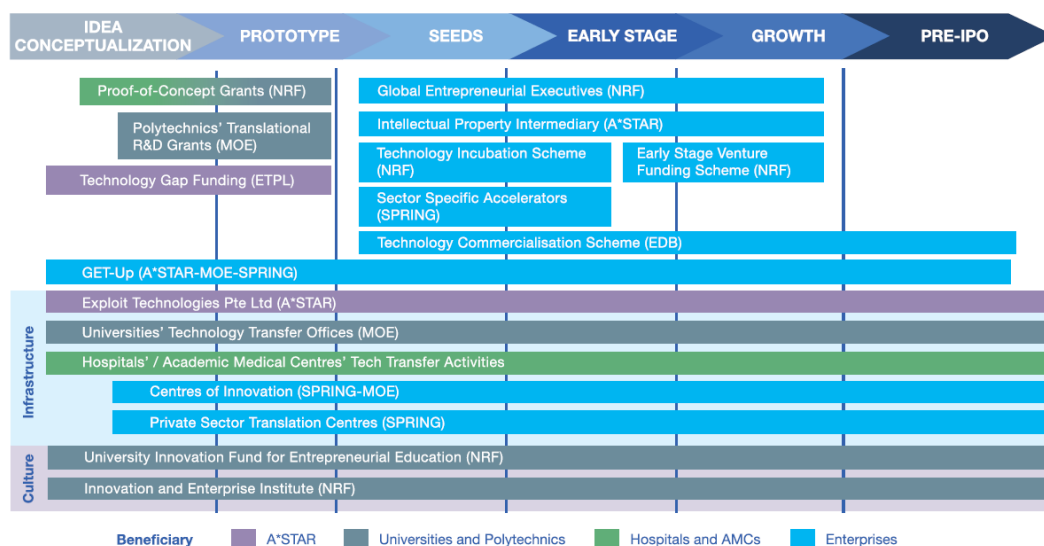 IDEA
CONCEPTUALIZATION
PROTOTYPE
SEEDS
EARLY STAGE
GROWTH
PRE-IPO
Proof-of-Concept Grants (NRF)
Global Entrepreneurial Executives (NRF)
Polytechnics’ Translational
R&D Grants (MOE)
Intellectual Property Intermediary (A*STAR)
Technology Incubation Scheme
(NRF)
Early Stage Venture
Funding Scheme (NRF)
Technology Gap Funding (ETPL)
Sector Specific Accelerators
(SPRING)
Technology Commercialisation Scheme (EDB)
GET-Up (A*STAR-MOE-SPRING)
Infrastructure
Exploit Technologies Pte Ltd (A*STAR)
Universities’ Technology Transfer Offices (MOE)
Hospitals’ / Academic Medical Centres’ Tech Transfer Activities
Centres of Innovation (SPRING-MOE)
Private Sector Translation Centres (SPRING)
Culture
University Innovation Fund for Entrepreneurial Education (NRF)
Innovation and Enterprise Institute (NRF)
Beneficiary
A*STAR
Universities and Polytechnics
Hospitals and AMCs
Enterprises